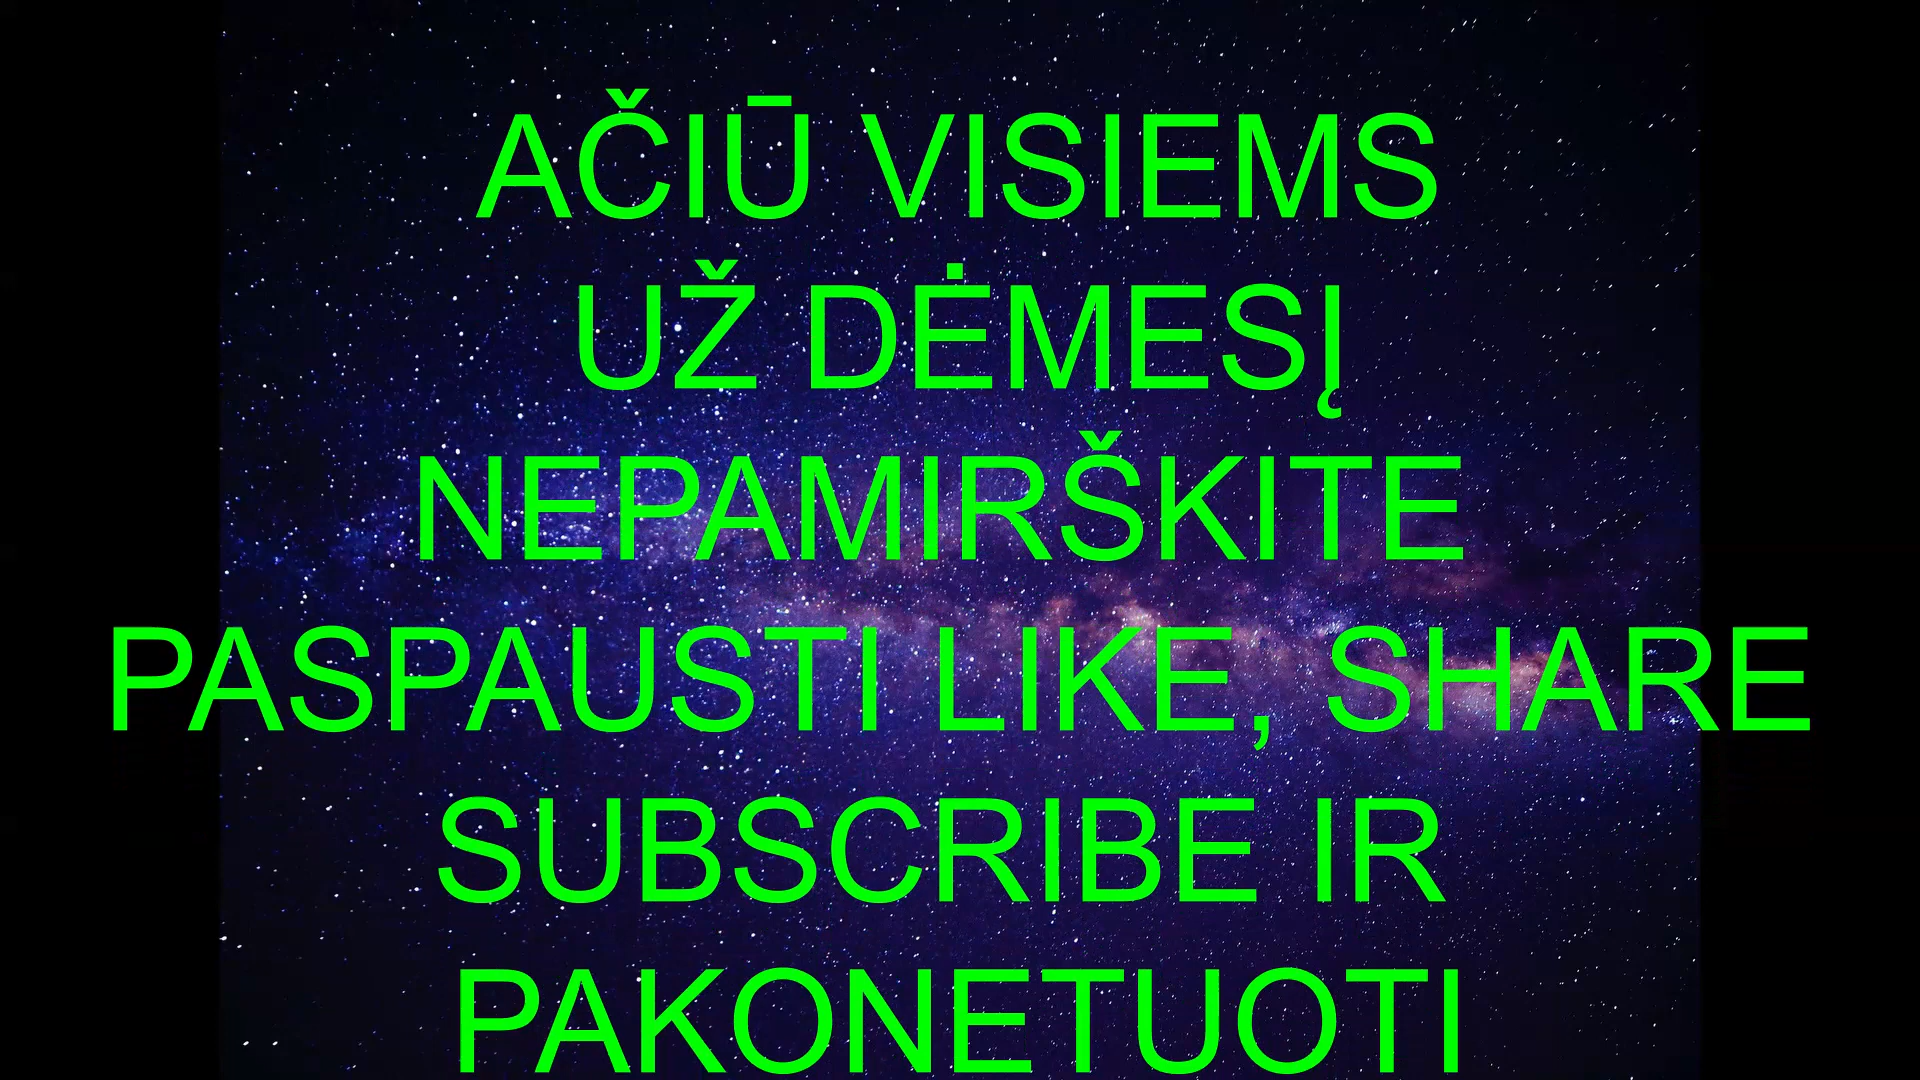 AČIŪ VISIEMS
UŽ DĖMESĮ
NEPAMIRŠKITE
PASPAUSTI LIKE, SHARE
SUBSCRIBE IR
PAKONETUOTI